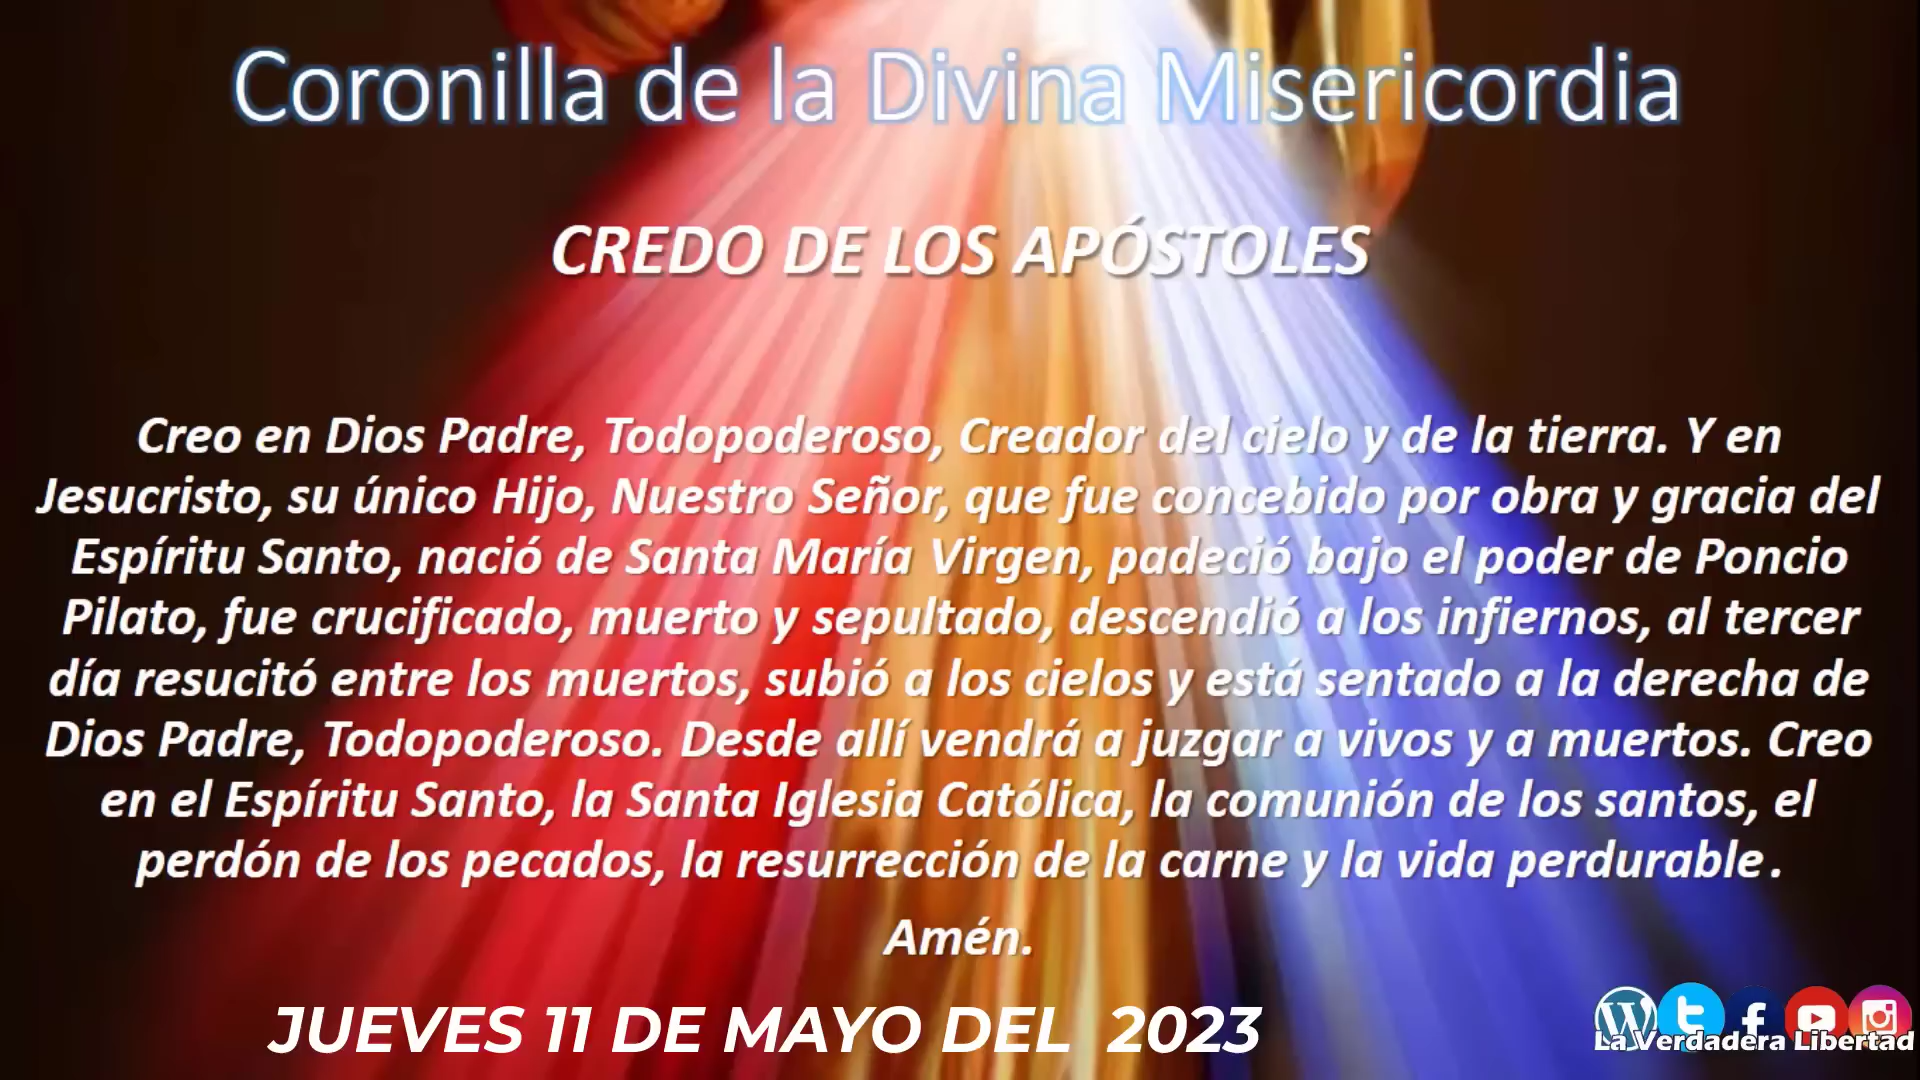 Coronilla de la Divina Misericordia
CREDO DE LOS APÓSTOLES
Creo en Dios Padre, Todopoderoso, Creador del cielo y de la tierra. Y en
Jesucristo, su único Hijo, Nuestro Señor, que fue concebido por obra y gracia del
Espíritu Santo, nació de Santa María Virgen, padeció bajo el poder de Poncio
Pilato, fue crucificado, muerto y sepultado, descendió a los infiernos, al tercer
día resucitó entre los muertos, subió a los cielos y está sentado a la derecha de
Dios Padre, Todopoderoso. Desde allí vendrá a juzgar a vivos y a muertos. Creo
en el Espíritu Santo, la Santa Iglesia Católica, la comunión de los santos, el
perdón de los pecados, la resurrección de la carne y la vida perdurable.
Amén.
JUEVES 11 DE MAYO DEL 2023
La Verdadera Libertad